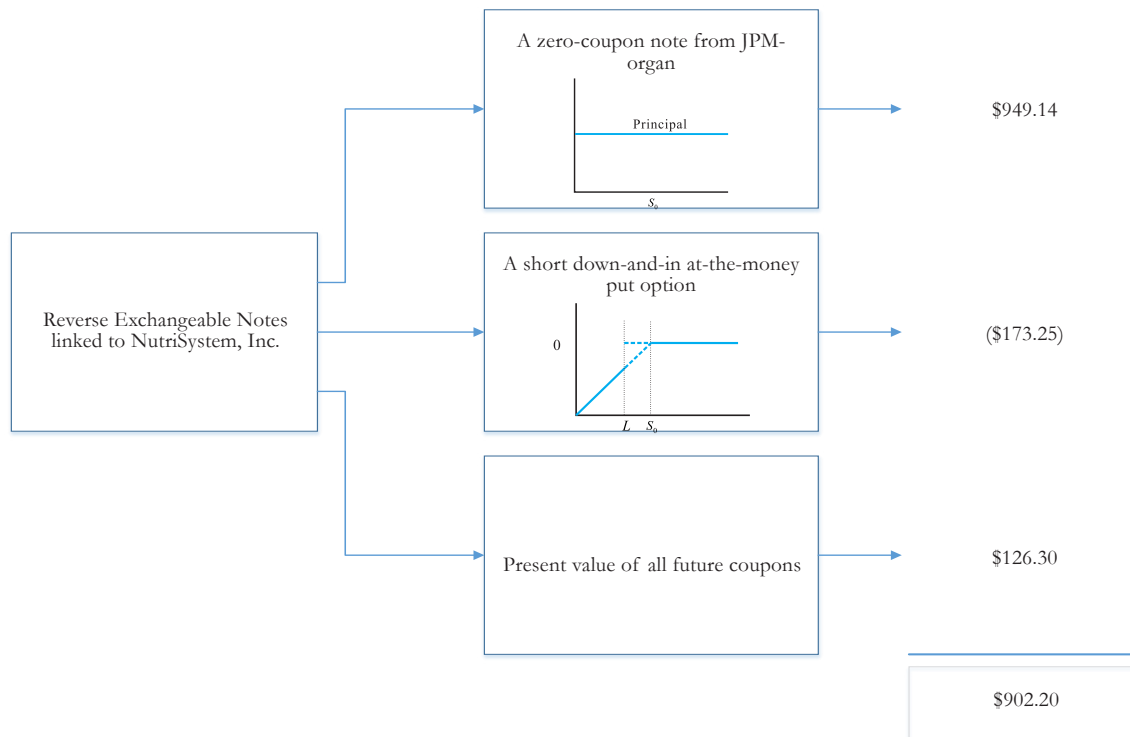 A zero-coupon note from JPM-
organ
Principal
S₀
$949.14
Reverse Exchangeable Notes
linked to NutriSystem, Inc.
A short down-and-in at-the-money
put option
0
L S₀
($173.25)
Present value of all future coupons
$126.30
$902.20